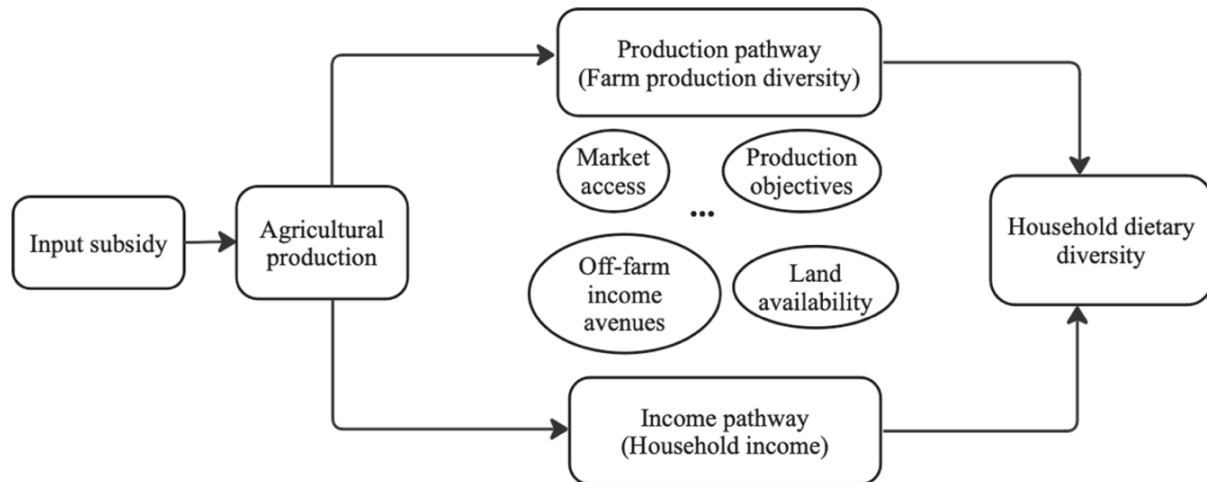 Production pathway
(Farm production diversity)
Market
access
Production
objectives
...
Input subsidy
Agricultural
production
Household dietary
diversity
Off-farm
income
avenues
Land
availability
Income pathway
(Household income)